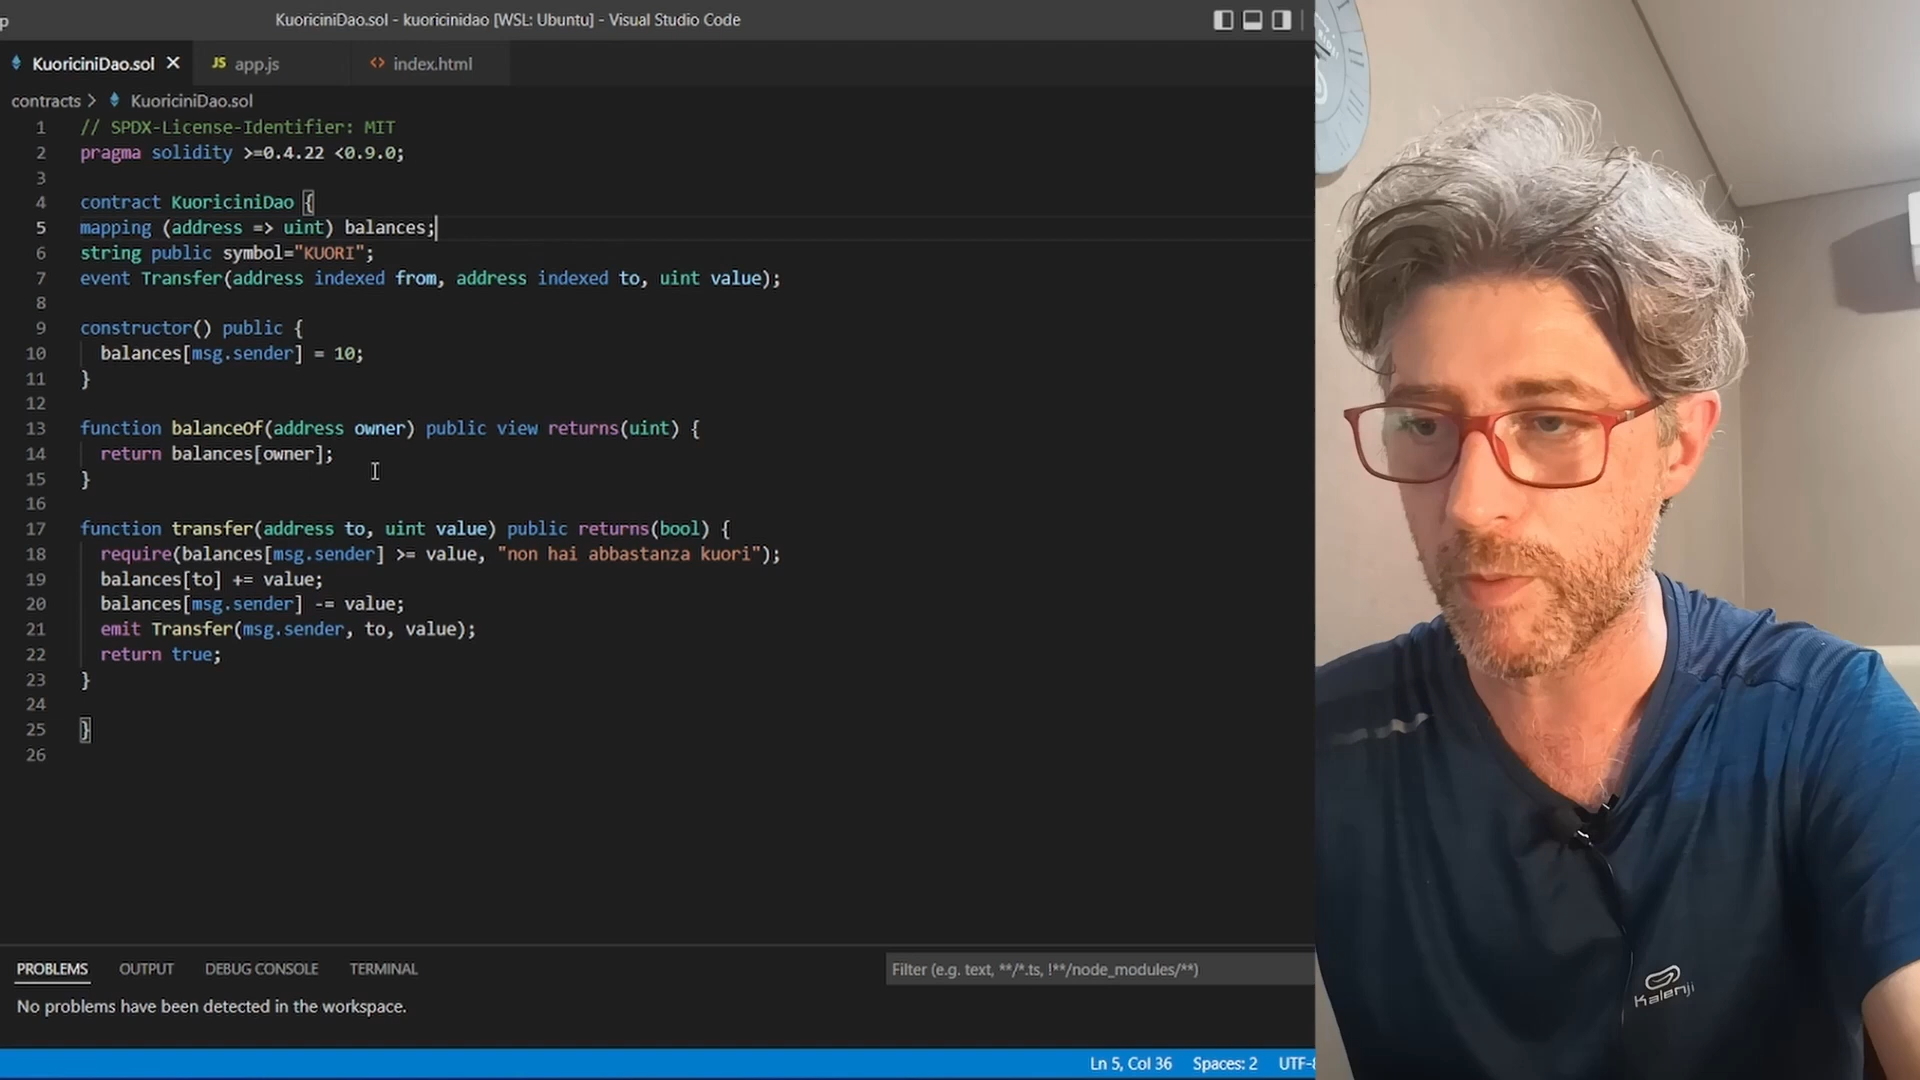 KuoriciniDao.sol - kuoricinidao [WSL: Ubuntu] - Visual Studio Code
KuoriciniDao.sol
JS app.js
<> index.html
contracts > KuoriciniDao.sol
1 // SPDX-License-Identifier: MIT
2 pragma solidity >=0.4.22 <0.9.0;
3
4 contract KuoriciniDao {
5 mapping (address => uint) balances;
6 string public symbol="KUORI";
7 event Transfer(address indexed from, address indexed to, uint value);
8
9 constructor() public {
10 balances[msg.sender] = 10;
11 }
12
13 function balanceOf(address owner) public view returns(uint) {
14 return balances[owner];
15 }
16
17 function transfer(address to, uint value) public returns(bool) {
18 require(balances[msg.sender] >= value, "non hai abbastanza kuori");
19 balances[to] += value;
20 balances[msg.sender] -= value;
21 emit Transfer(msg.sender, to, value);
22 return true;
23 }
24
25 }
26
PROBLEMS OUTPUT DEBUG CONSOLE TERMINAL
Filter (e.g. text, **/*.ts, !**/node_modules/**)
No problems have been detected in the workspace.
Ln 5, Col 36 Spaces: 2 UTF-8
Kalenji